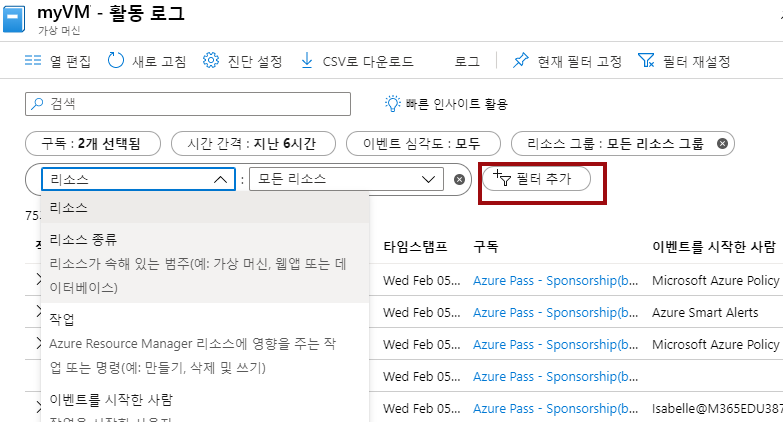 myVM - 활동 로그
가상 머신
열 편집 새로 고침 진단 설정 CSV로 다운로드 로그 현재 필터 고정 필터 재설정
검색 빠른 인사이트 활용
구독 : 2개 선택됨 시간 간격 : 지난 6시간 이벤트 심각도 : 모두 리소스 그룹 : 모든 리소스 그룹
리소스 : 모든 리소스 필터 추가
75.
리소스
리소스 종류
리소스가 속해 있는 범주(예: 가상 머신, 웹앱 또는 데
이터베이스)
작업
Azure Resource Manager 리소스에 영향을 주는 작
업 또는 명령(예: 만들기, 삭제 및 쓰기)
이벤트를 시작한 사람
타임스탬프 구독 이벤트를 시작한 사람
Wed Feb 05... Azure Pass - Sponsorship(b... Microsoft Azure Policy
Wed Feb 05... Azure Pass - Sponsorship(b... Azure Smart Alerts
Wed Feb 05... Azure Pass - Sponsorship(b... Microsoft Azure Policy
Wed Feb 05... Azure Pass - Sponsorship(b...
Wed Feb 05... Azure Pass - Sponsorship(b... Isabelle@M365EDU387